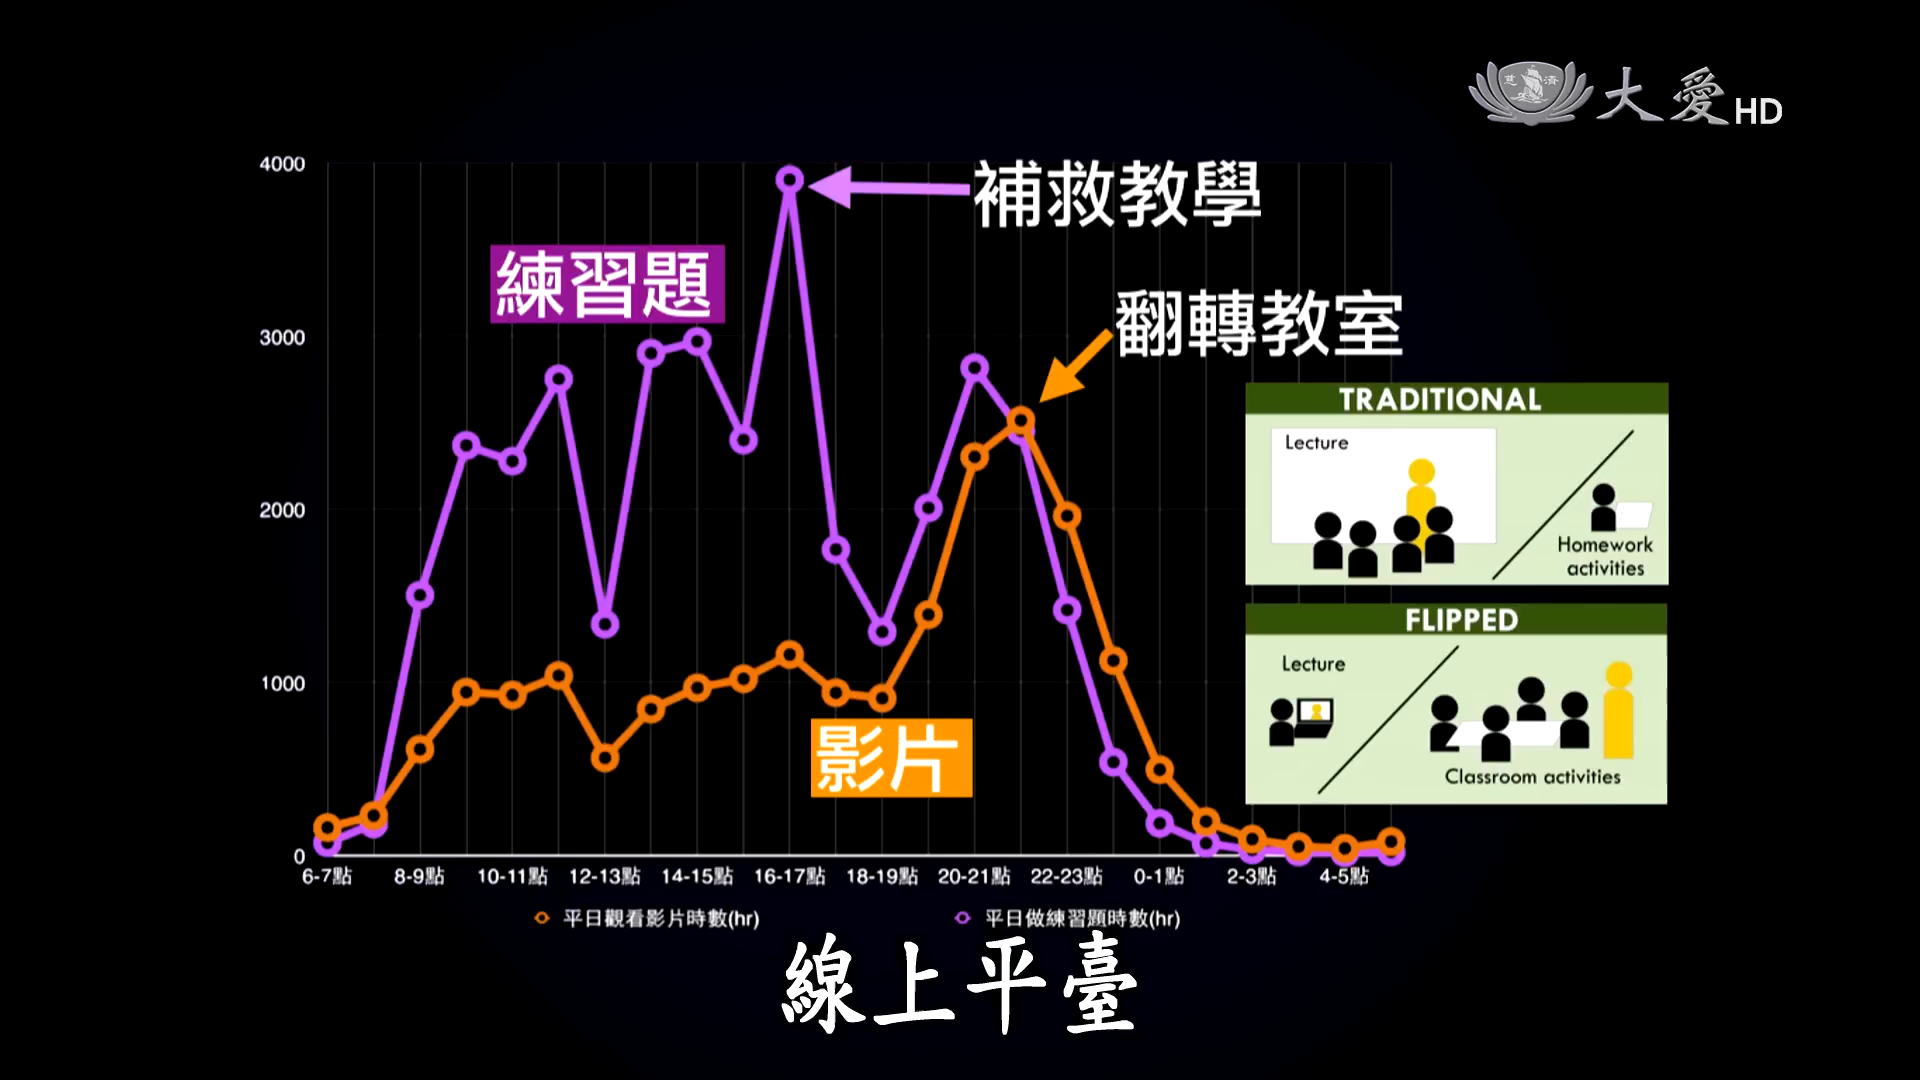 慈濟
大愛HD
4000
補救教學
練習題
翻轉教室
3000
TRADITIONAL
Lecture
2000
Homework
activities
FLIPPED
Lecture
1000
影片
Classroom activities
0
6-7點 8-9點 10-11點 12-13點 14-15點 16-17點 18-19點 20-21點 22-23點 0-1點 2-3點 4-5點
平日觀看影片時數(hr) 平日做練習題時數(hr)
線上平臺